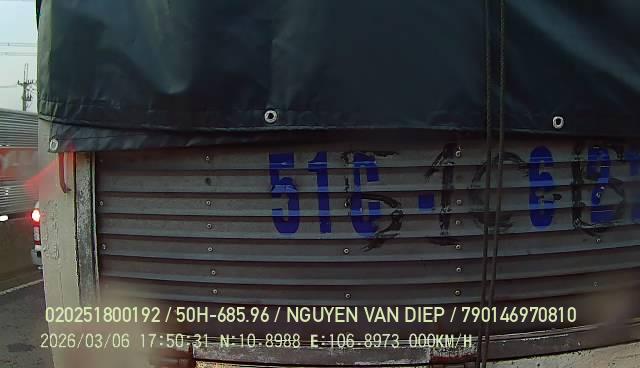 51C -
020251800192 / 50H-685.96 / NGUYEN VAN DIEP / 790146970810
2026/03/06 17:50:31 N:10.8988 E:106.8973 000KM/H